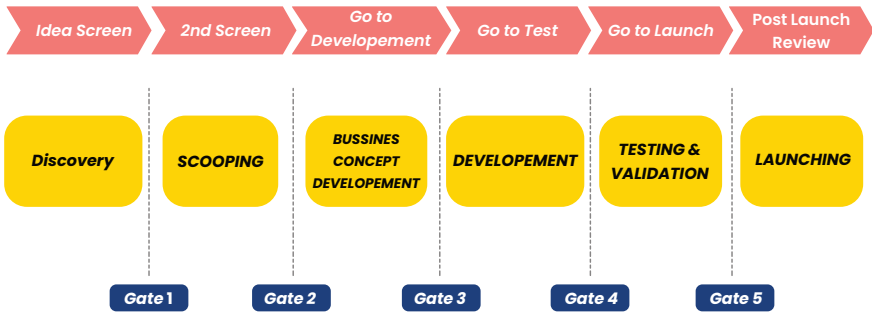 Idea Screen
2nd Screen
Go to
Developement
Go to Test
Go to Launch
Post Launch
Review
Discovery
SCOOPING
BUSSINES
CONCEPT
DEVELOPEMENT
DEVELOPEMENT
TESTING &
VALIDATION
LAUNCHING
Gate 1
Gate 2
Gate 3
Gate 4
Gate 5